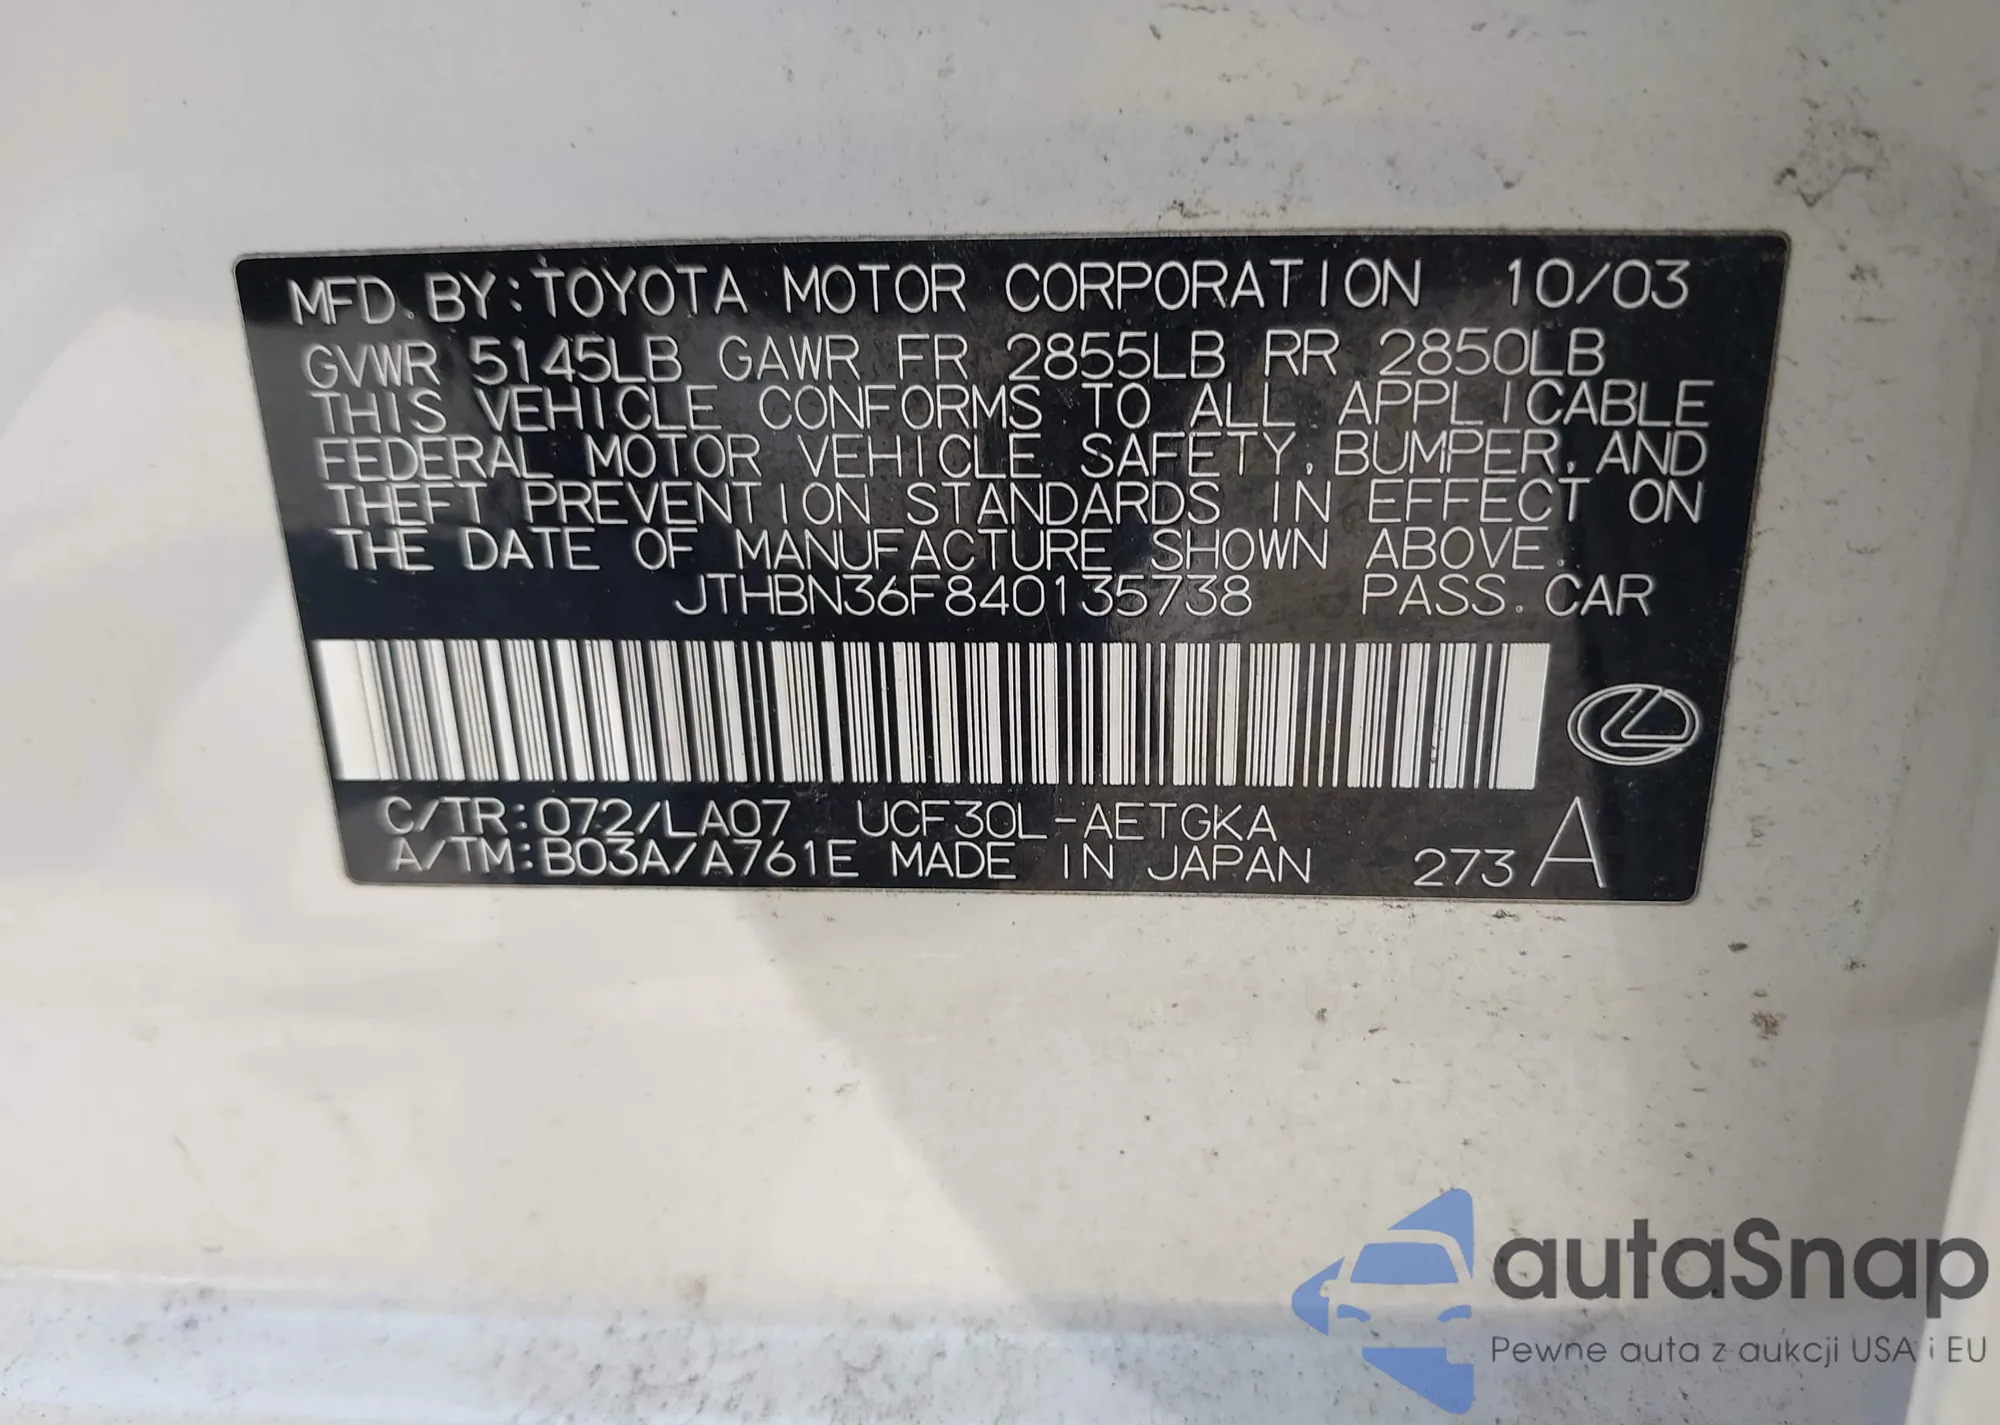 MFD. BY: TOYOTA MOTOR CORPORATION 10/03
GVWR 5145LB GAWR FR 2855LB RR 2850LB
THIS VEHICLE CONFORMS TO ALL APPLICABLE
FEDERAL MOTOR VEHICLE SAFETY, BUMPER, AND
THEFT PREVENTION STANDARDS IN EFFECT ON
THE DATE OF MANUFACTURE SHOWN ABOVE.
JTHBN36F840135738 PASS. CAR
C/TR: 072/LA07 UCF30L-AETGKA
A/TM: B03A/A761E MADE IN JAPAN 273 A
autaSnap
Pewne auta z aukcji USA i EU